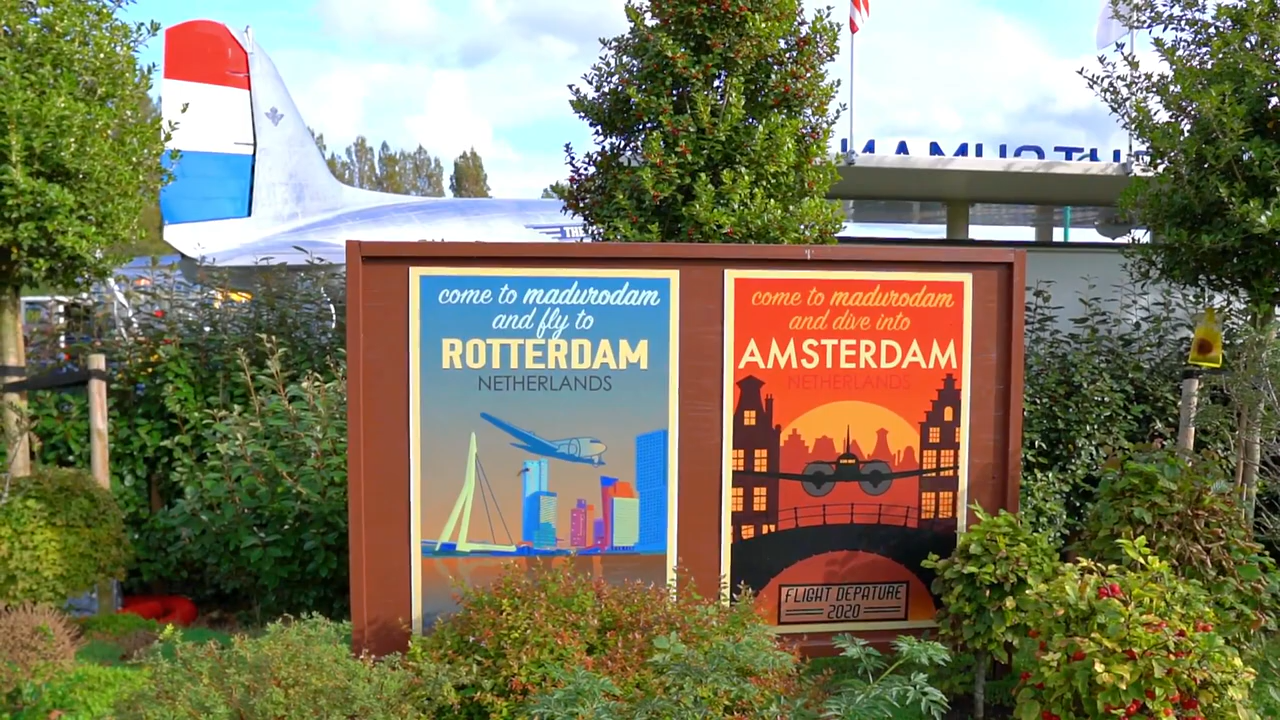 THE
come to madurodam
and fly to
ROTTERDAM
NETHERLANDS
come to madurodam
and dive into
AMSTERDAM
NETHERLANDS
FLIGHT DEPATURE
2020